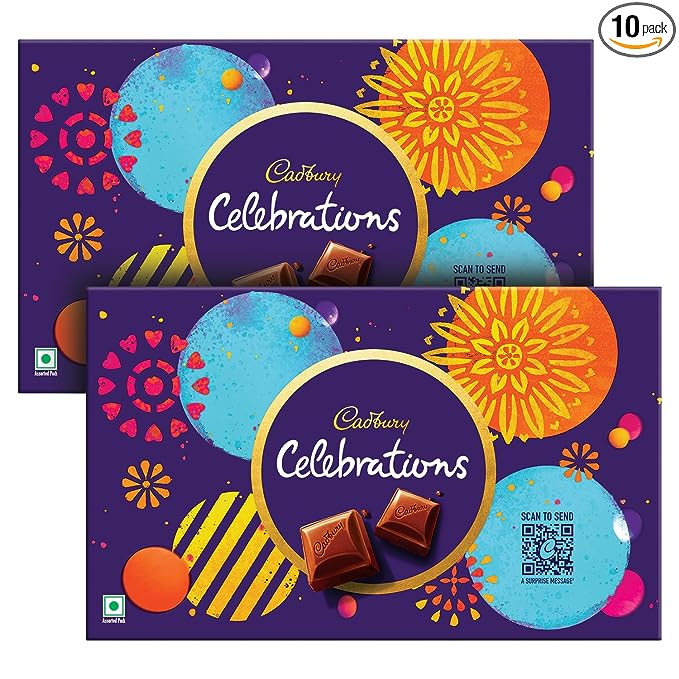 10 pack
Cadbury
Celebrations
SCAN TO SEND
Assorted Pack
Cadbury
Celebrations
Cadbury
Cadbury
SCAN TO SEND
A SURPRISE MESSAGE*
Assorted Pack